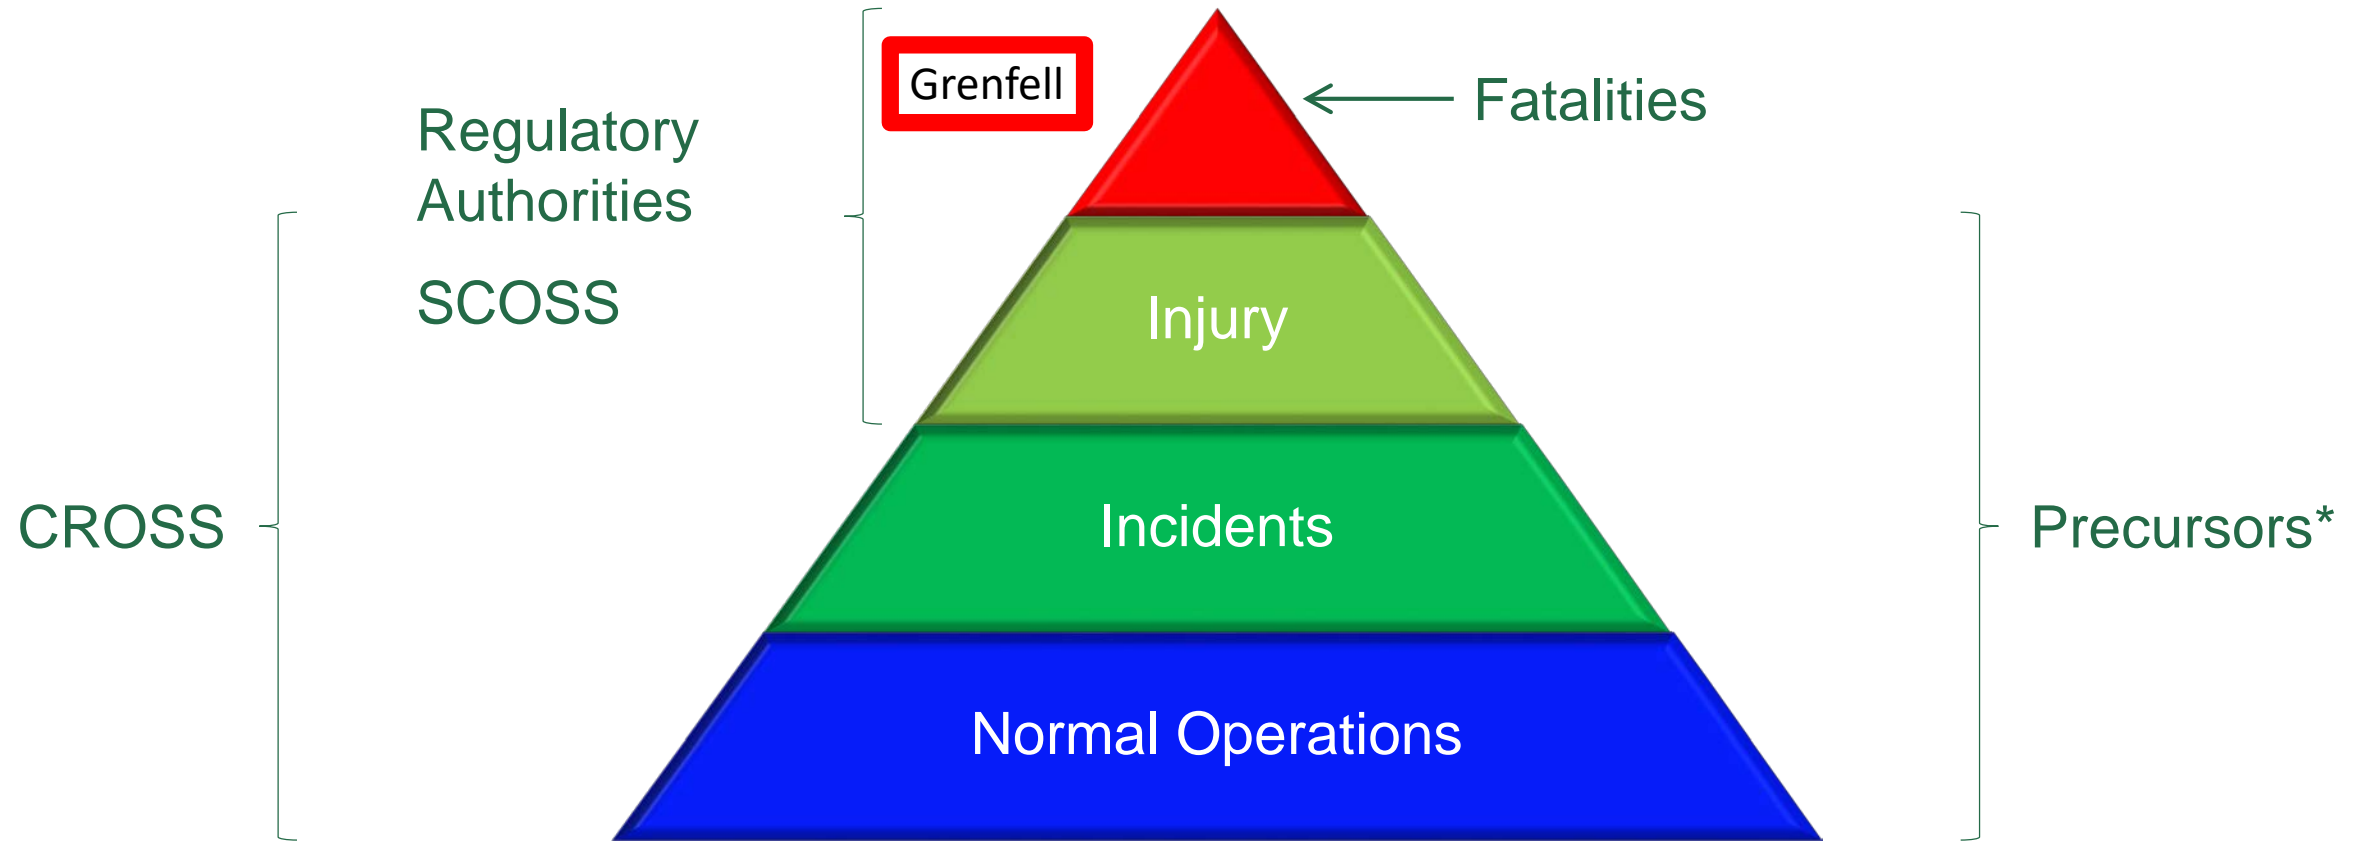 Grenfell
Fatalities
Regulatory
Authorities
SCOSS
Injury
CROSS
Incidents
Precursors*
Normal Operations